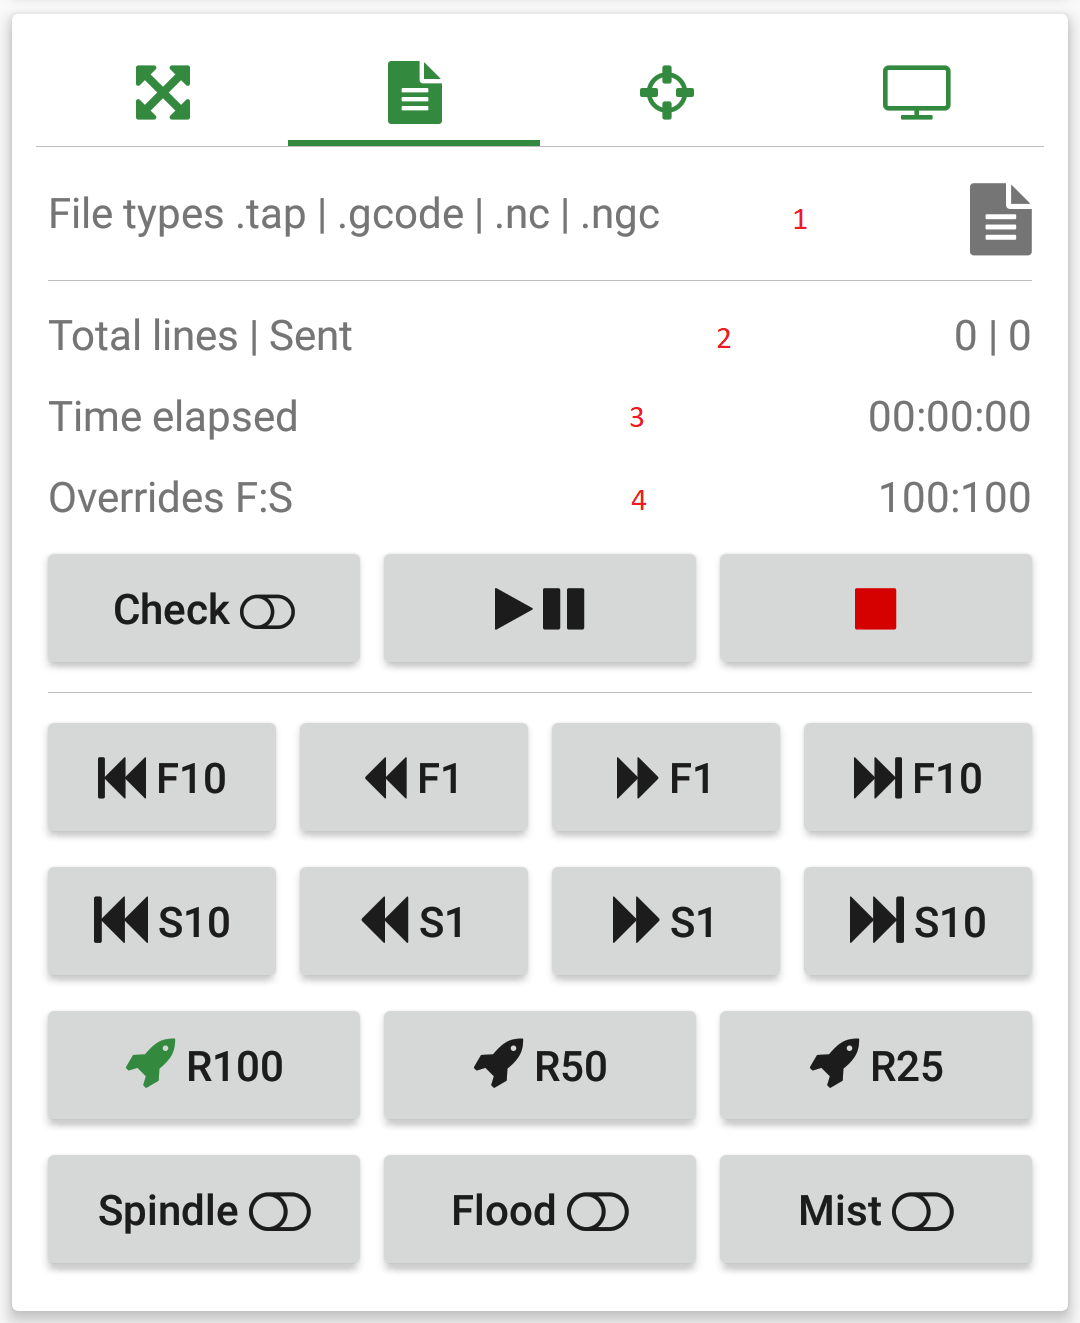 File types .tap | .gcode | .nc | .ngc 1
Total lines | Sent 2 0 | 0
Time elapsed 3 00:00:00
Overrides F:S 4 100:100
Check
F10 F1 F1 F10
S10 S1 S1 S10
R100 R50 R25
Spindle Flood Mist